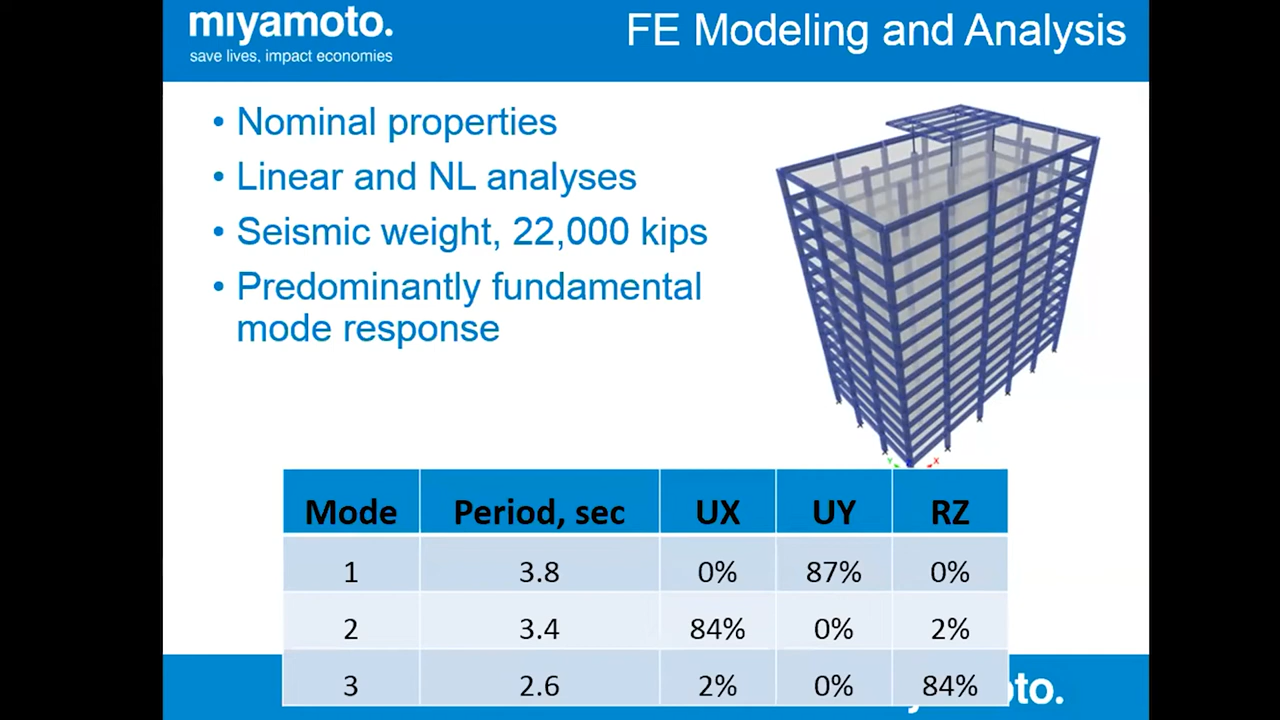 miyamoto.
save lives, impact economies
FE Modeling and Analysis
• Nominal properties
• Linear and NL analyses
• Seismic weight, 22,000 kips
• Predominantly fundamental
mode response
Y X
Mode Period, sec UX UY RZ
1 3.8 0% 87% 0%
2 3.4 84% 0% 2%
3 2.6 2% 0% 84%
to.